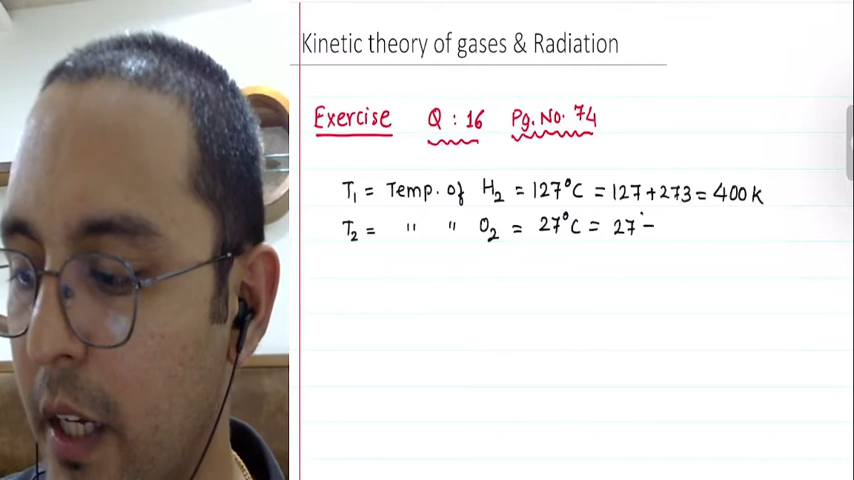 Kinetic theory of gases & Radiation
Exercise Q : 16 Pg. No. 74
T₁ = Temp. of H₂ = 127°C = 127+273 = 400 K
T₂ = " " O₂ = 27°C = 27 –